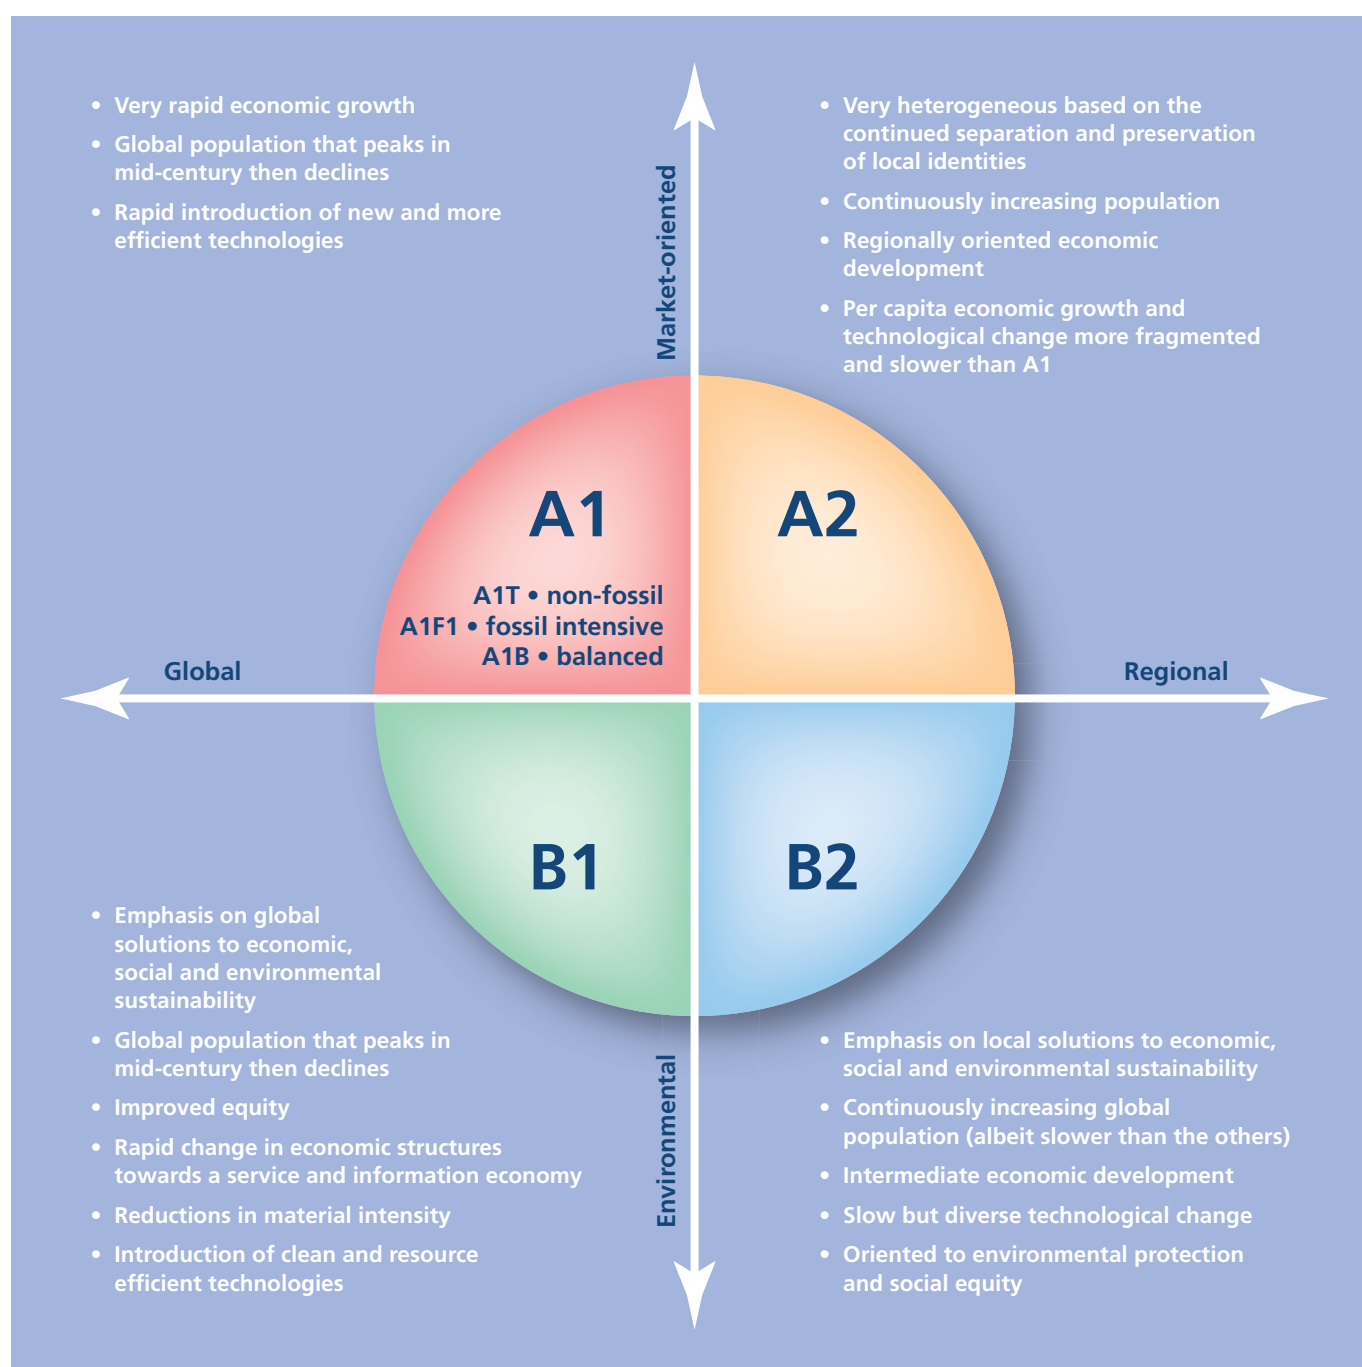 • Very rapid economic growth
• Global population that peaks in
mid-century then declines
• Rapid introduction of new and more
efficient technologies
Market-oriented
• Very heterogeneous based on the
continued separation and preservation
of local identities
• Continuously increasing population
• Regionally oriented economic
development
• Per capita economic growth and
technological change more fragmented
and slower than A1
A1
A2
A1T • non-fossil
A1F1 • fossil intensive
A1B • balanced
Global
Regional
B1
B2
• Emphasis on global
solutions to economic,
social and environmental
sustainability
• Global population that peaks in
mid-century then declines
• Improved equity
• Rapid change in economic structures
towards a service and information economy
• Reductions in material intensity
• Introduction of clean and resource
efficient technologies
Environmental
• Emphasis on local solutions to economic,
social and environmental sustainability
• Continuously increasing global
population (albeit slower than the others)
• Intermediate economic development
• Slow but diverse technological change
• Oriented to environmental protection
and social equity